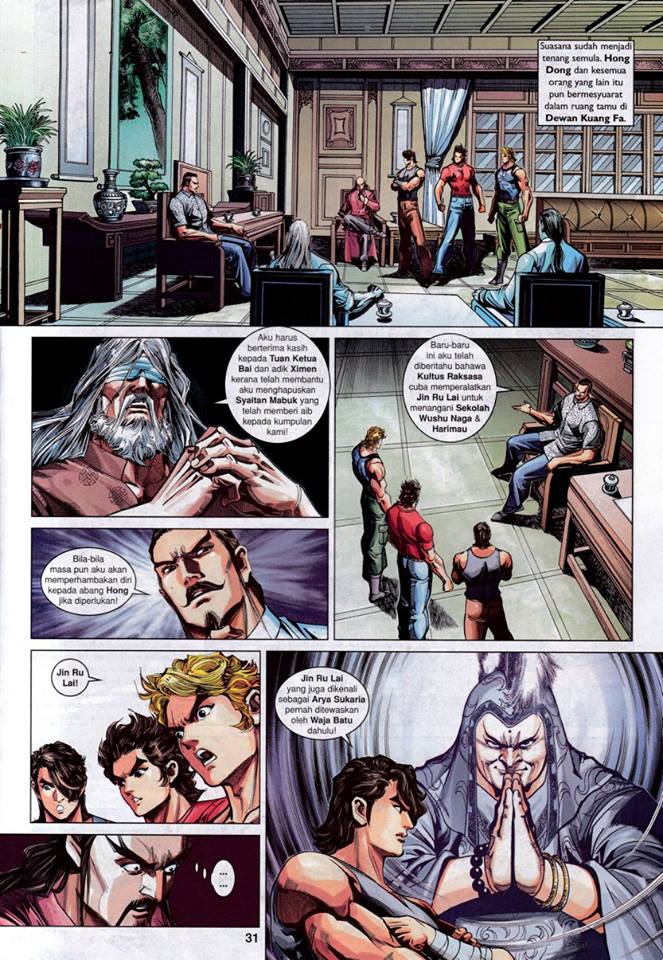 Suasana sudah menjadi
tenang semula. Hong
Dong dan kesemua
orang yang lain itu
pun bermesyuarat
dalam ruang tamu di
Dewan Kuang Fa.
Aku harus
berterima kasih
kepada Tuan Ketua
Bai dan adik Ximen
kerana telah membantu
aku menghapuskan
Syaitan Mabuk yang
telah memberi aib
kepada kumpulan
kami!
Baru-baru
ini aku telah
diberitahu bahawa
Kultus Raksasa
cuba memperalatkan
Jin Ru Lai untuk
menangani Sekolah
Wushu Naga &
Harimau
Bila-bila
masa pun aku akan
memperhambakan diri
kepada abang Hong
jika diperlukan!
Jin Ru
Lai!
Jin Ru Lai
yang juga dikenali
sebagai Arya Sukaria
pernah ditewaskan
oleh Waja Batu
dahulu!
...
...
31